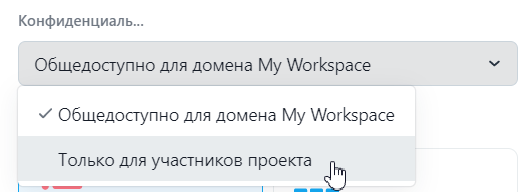 Конфиденциаль...
Общедоступно для домена My Workspace
Общедоступно для домена My Workspace
Только для участников проекта